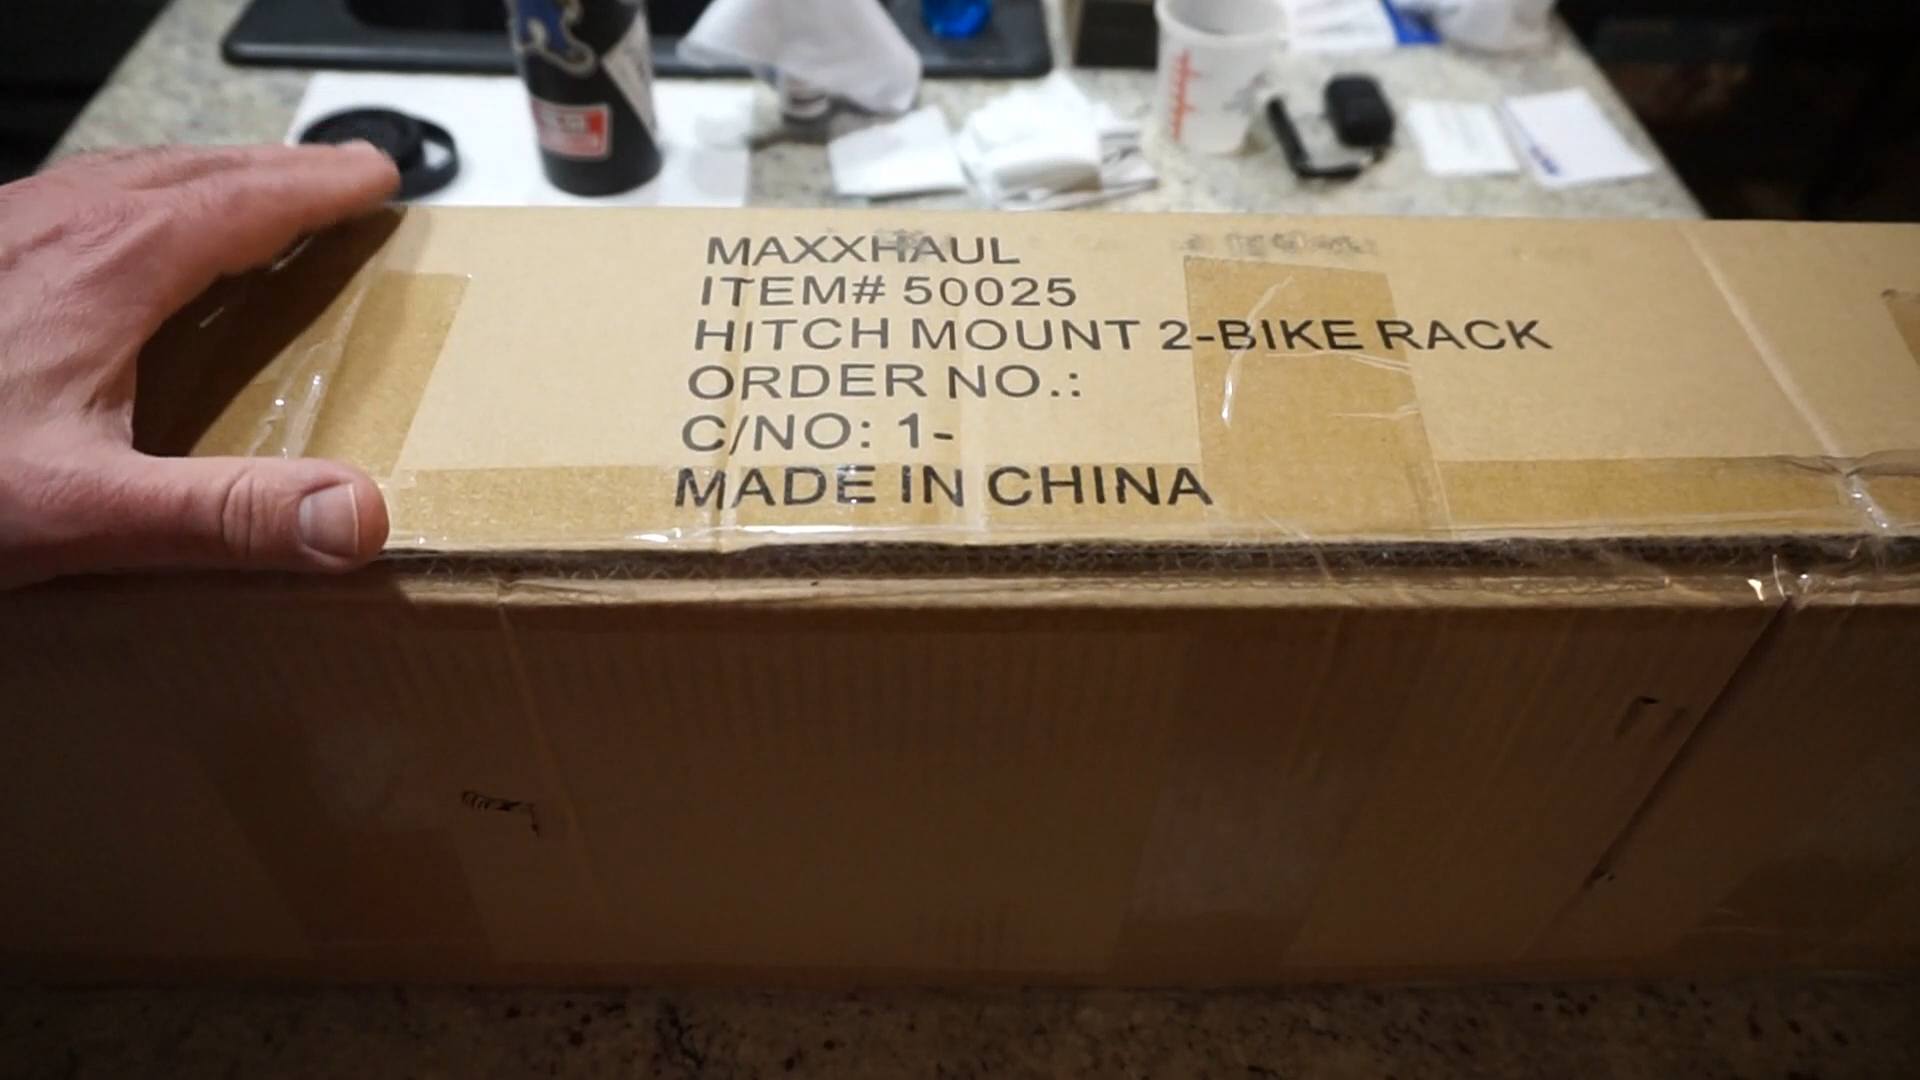 MAXXHAUL
ITEM# 50025
HITCH MOUNT 2-BIKE RACK
ORDER NO.:
C/NO: 1-
MADE IN CHINA